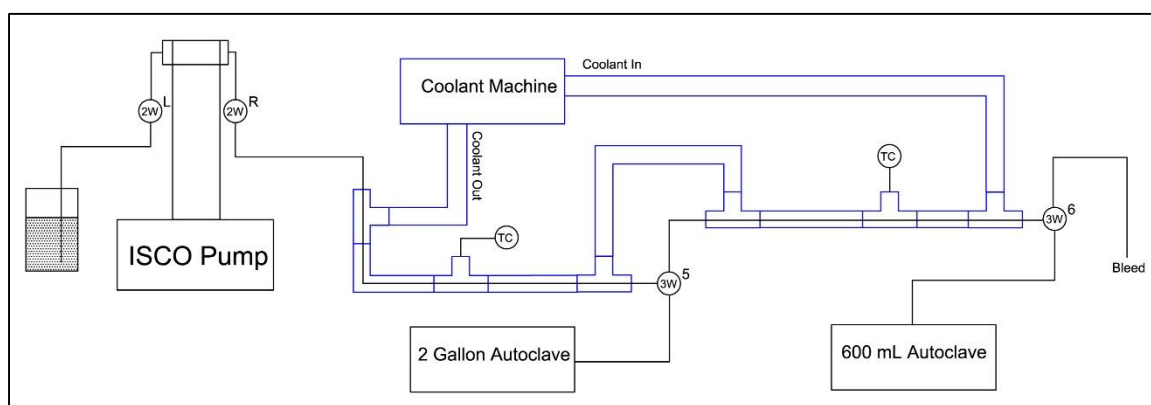 2W
L
2W
R
ISCO Pump
Coolant Machine
Coolant In
Coolant Out
TC
TC
3W
5
3W
6
Bleed
2 Gallon Autoclave
600 mL Autoclave